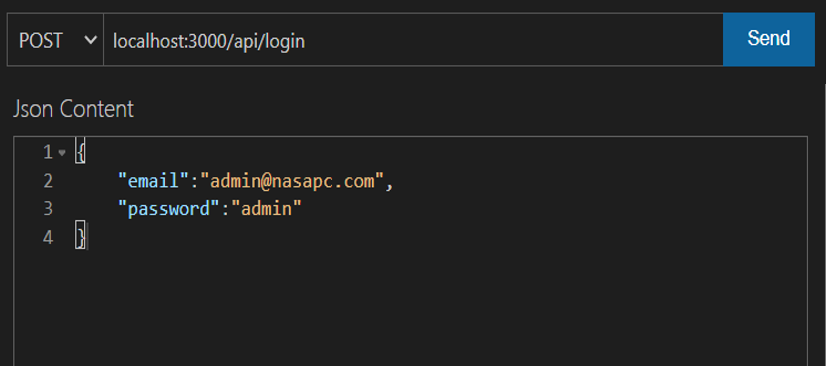 POST localhost:3000/api/login Send
Json Content
1 {
2 "email":"admin@nasapc.com",
3 "password":"admin"
4 }